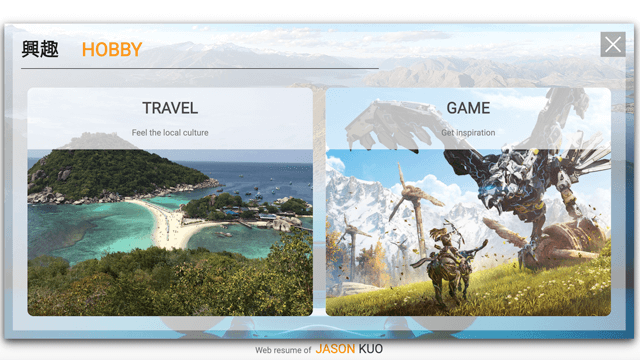 興趣 HOBBY
TRAVEL
Feel the local culture
GAME
Get inspiration
Web resume of JASON KUO